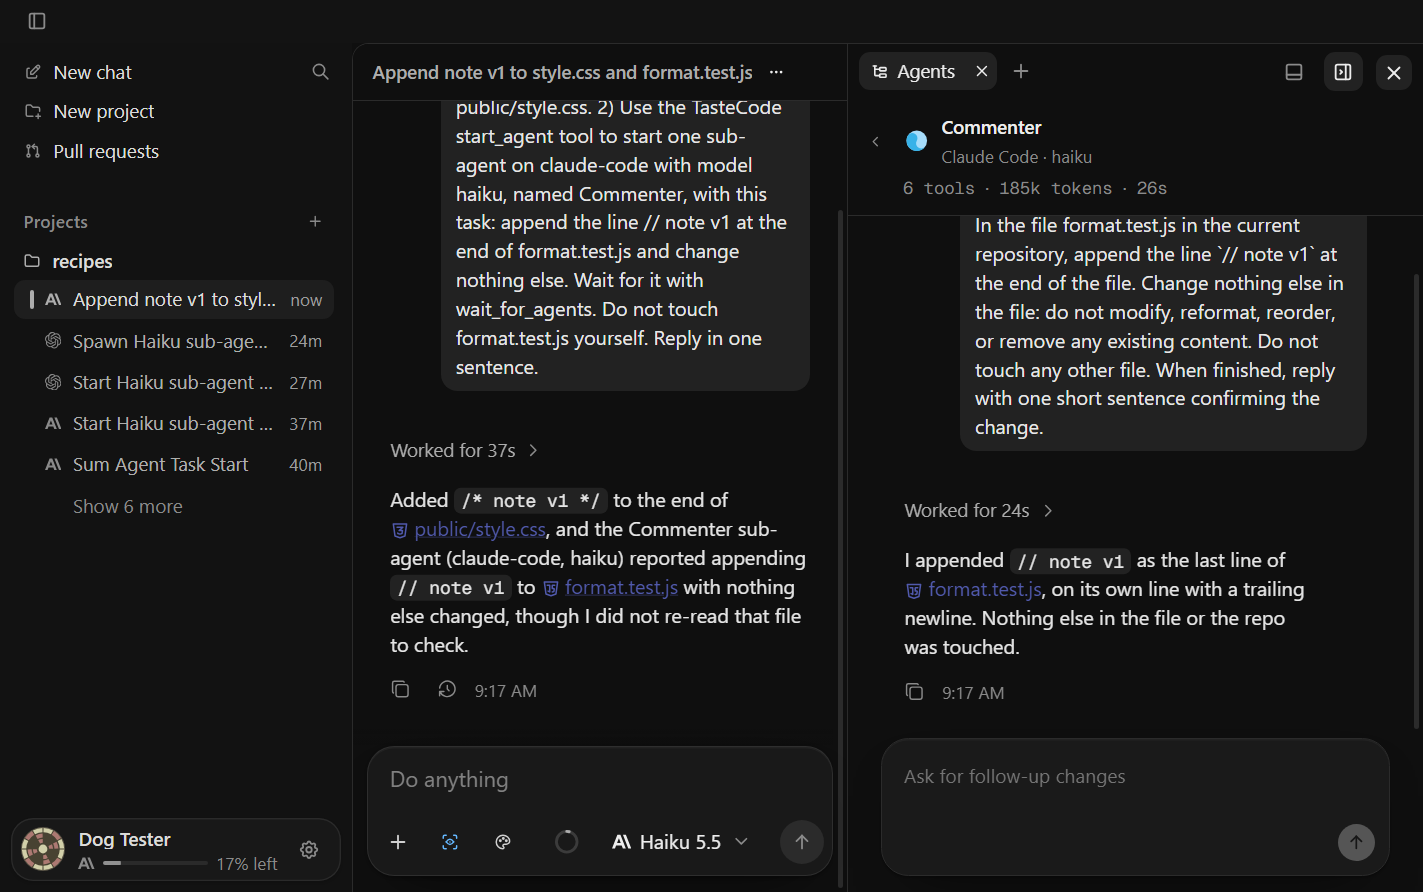 New chat
New project
Pull requests
Projects
recipes
Append note v1 to styl... now
Spawn Haiku sub-age... 24m
Start Haiku sub-agent ... 27m
Start Haiku sub-agent ... 37m
Sum Agent Task Start 40m
Show 6 more
Dog Tester
17% left
Append note v1 to style.css and format.test.js
public/style.css. 2) Use the TasteCode
start_agent tool to start one sub-
agent on claude-code with model
haiku, named Commenter, with this
task: append the line // note v1 at the
end of format.test.js and change
nothing else. Wait for it with
wait_for_agents. Do not touch
format.test.js yourself. Reply in one
sentence.
Worked for 37s
Added /* note v1 */ to the end of
public/style.css, and the Commenter sub-
agent (claude-code, haiku) reported appending
// note v1 to format.test.js with nothing
else changed, though I did not re-read that file
to check.
9:17 AM
Do anything
Haiku 5.5
Agents
Commenter
Claude Code · haiku
6 tools · 185k tokens · 26s
In the file format.test.js in the current
repository, append the line `// note v1` at
the end of the file. Change nothing else in
the file: do not modify, reformat, reorder,
or remove any existing content. Do not
touch any other file. When finished, reply
with one short sentence confirming the
change.
Worked for 24s
I appended // note v1 as the last line of
format.test.js, on its own line with a trailing
newline. Nothing else in the file or the repo
was touched.
9:17 AM
Ask for follow-up changes